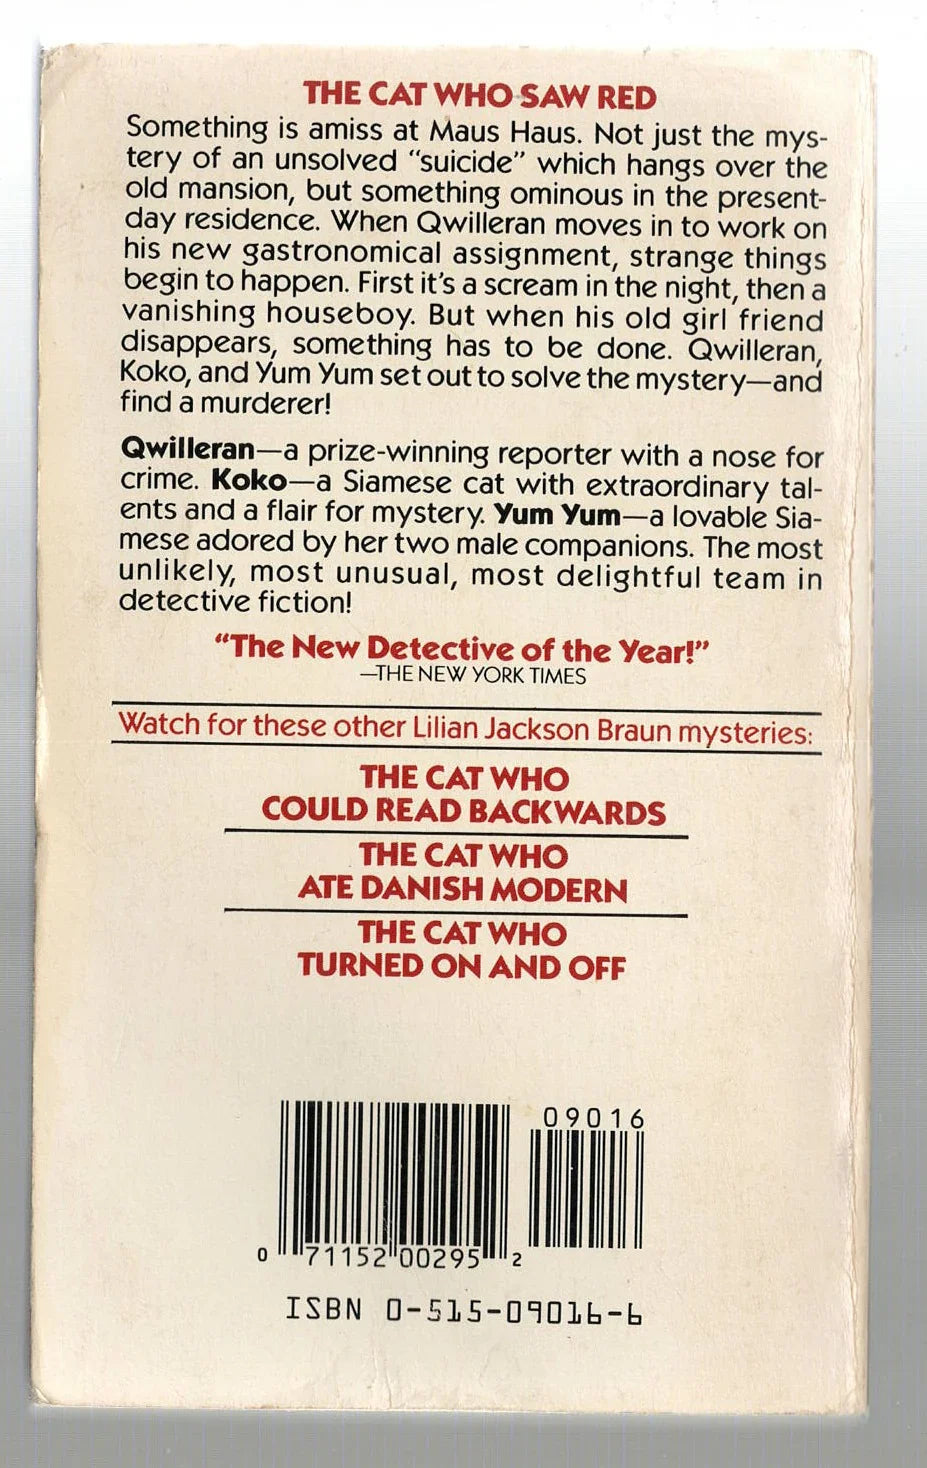 THE CAT WHO SAW RED
Something is amiss at Maus Haus. Not just the mys-
tery of an unsolved “suicide” which hangs over the
old mansion, but something ominous in the present-
day residence. When Qwilleran moves in to work on
his new gastronomical assignment, strange things
begin to happen. First it's a scream in the night, then a
vanishing houseboy. But when his old girl friend
disappears, something has to be done. Qwilleran,
Koko, and Yum Yum set out to solve the mystery—and
find a murderer!
Qwilleran—a prize-winning reporter with a nose for
crime. Koko—a Siamese cat with extraordinary tal-
ents and a flair for mystery. Yum Yum—a lovable Sia-
mese adored by her two male companions. The most
unlikely, most unusual, most delightful team in
detective fiction!
“The New Detective of the Year!”
—THE NEW YORK TIMES
Watch for these other Lilian Jackson Braun mysteries:
THE CAT WHO
COULD READ BACKWARDS
THE CAT WHO
ATE DANISH MODERN
THE CAT WHO
TURNED ON AND OFF
09016
0 71152 00295 2
ISBN 0-515-09016-6